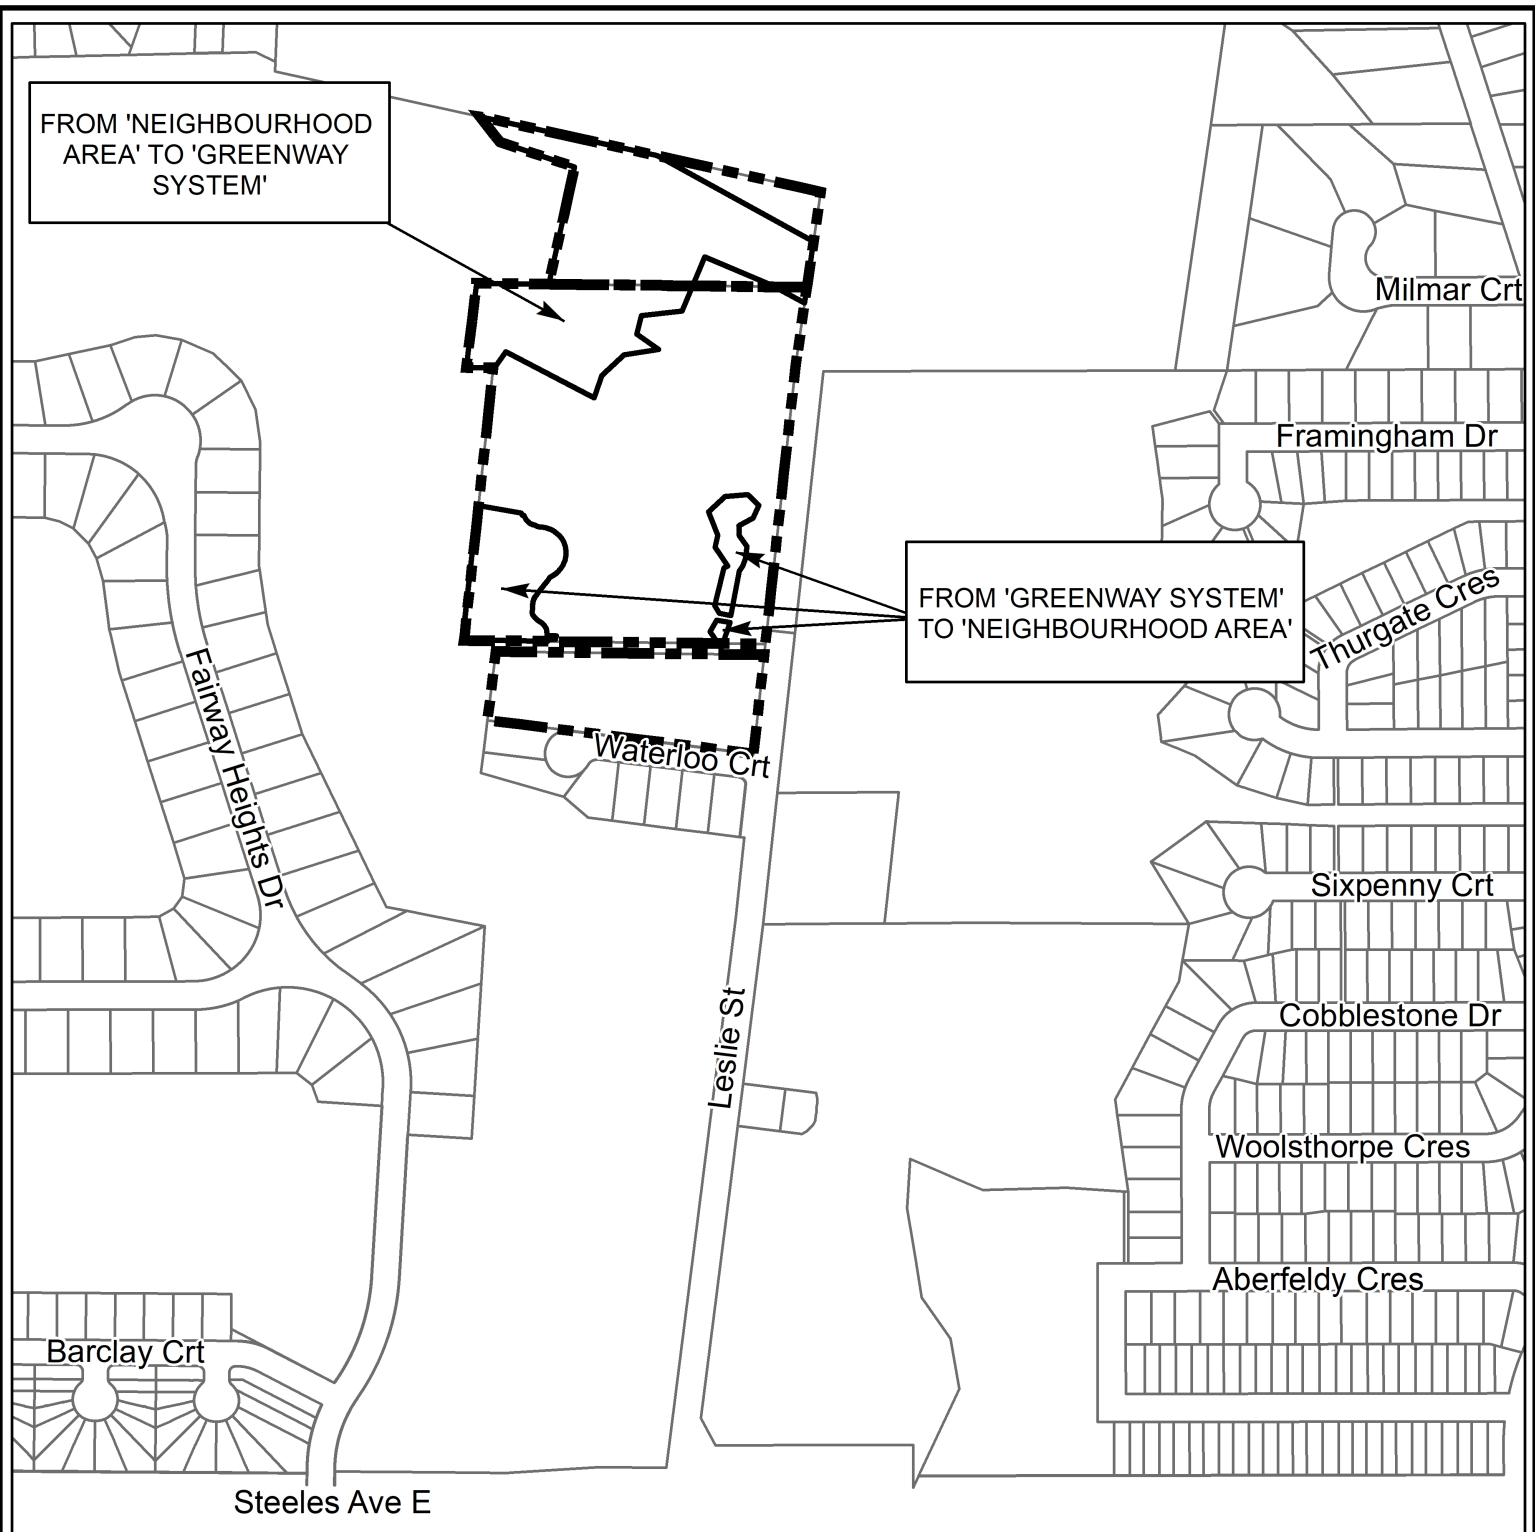 FROM 'NEIGHBOURHOOD
AREA' TO 'GREENWAY
SYSTEM'
Milmar Crt
Framingham Dr
FROM 'GREENWAY SYSTEM'
TO 'NEIGHBOURHOOD AREA'
Thurgate Cres
Fairway Heights Dr
Waterloo Crt
Sixpenny Crt
Leslie St
Cobblestone Dr
Woolsthorpe Cres
Aberfeldy Cres
Barclay Crt
Steeles Ave E